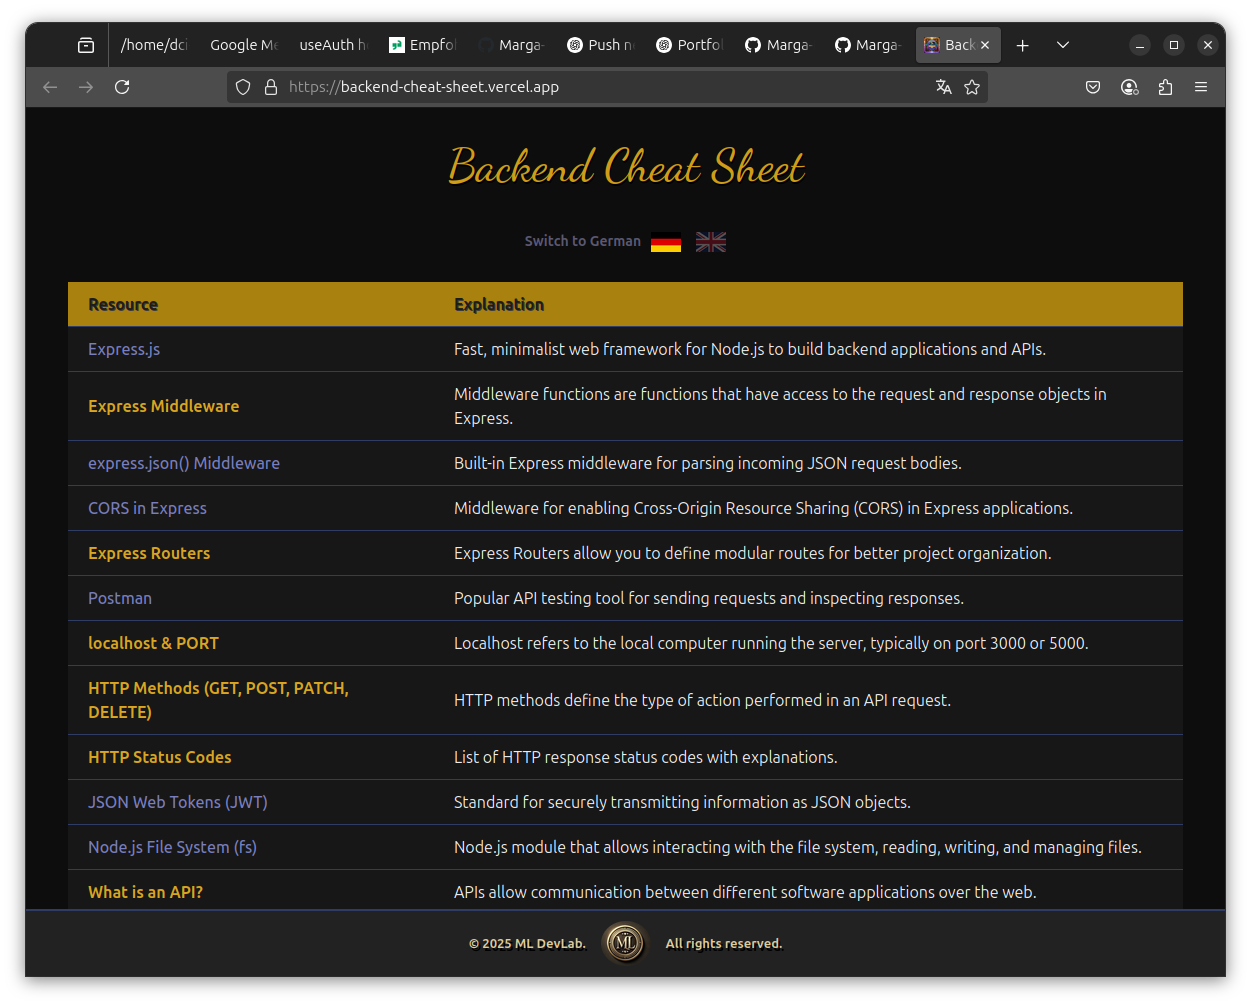 /home/dci
Google Me
useAuth h
Empfol
Marga-
Push n
Portfol
Marga-
Marga-
Back
https://backend-cheat-sheet.vercel.app
Backend Cheat Sheet
Switch to German
Resource Explanation
Express.js Fast, minimalist web framework for Node.js to build backend applications and APIs.
Express Middleware Middleware functions are functions that have access to the request and response objects in
Express.
express.json() Middleware Built-in Express middleware for parsing incoming JSON request bodies.
CORS in Express Middleware for enabling Cross-Origin Resource Sharing (CORS) in Express applications.
Express Routers Express Routers allow you to define modular routes for better project organization.
Postman Popular API testing tool for sending requests and inspecting responses.
localhost & PORT Localhost refers to the local computer running the server, typically on port 3000 or 5000.
HTTP Methods (GET, POST, PATCH,
DELETE) HTTP methods define the type of action performed in an API request.
HTTP Status Codes List of HTTP response status codes with explanations.
JSON Web Tokens (JWT) Standard for securely transmitting information as JSON objects.
Node.js File System (fs) Node.js module that allows interacting with the file system, reading, writing, and managing files.
What is an API? APIs allow communication between different software applications over the web.
© 2025 ML DevLab. ML All rights reserved.